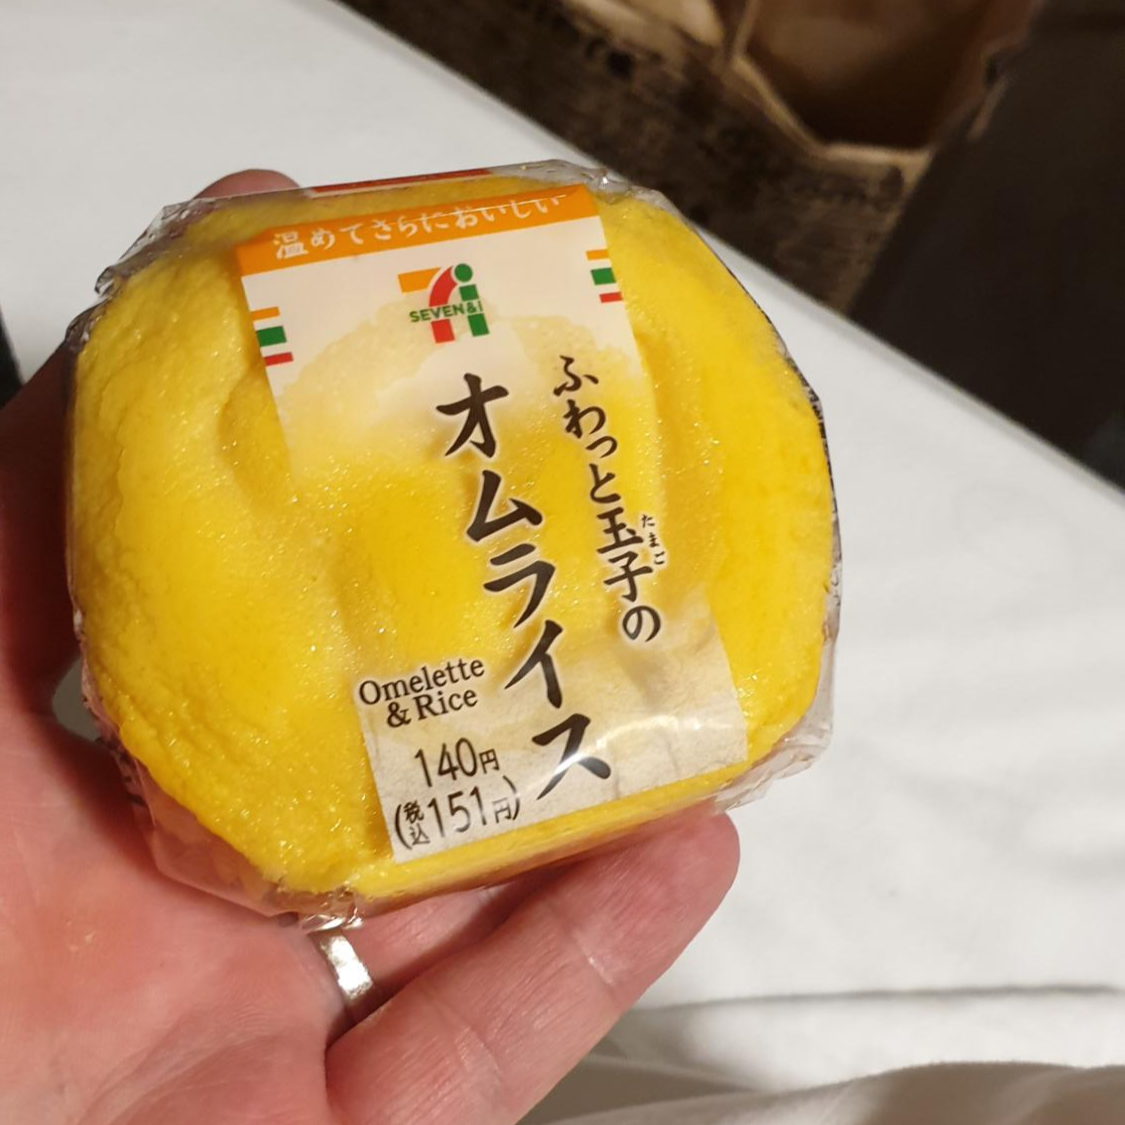 温めてさらにおいしい
SEVEN&i
ふわっと玉子の
たまご
オムライス
Omelette
& Rice
140円
(税込151円)